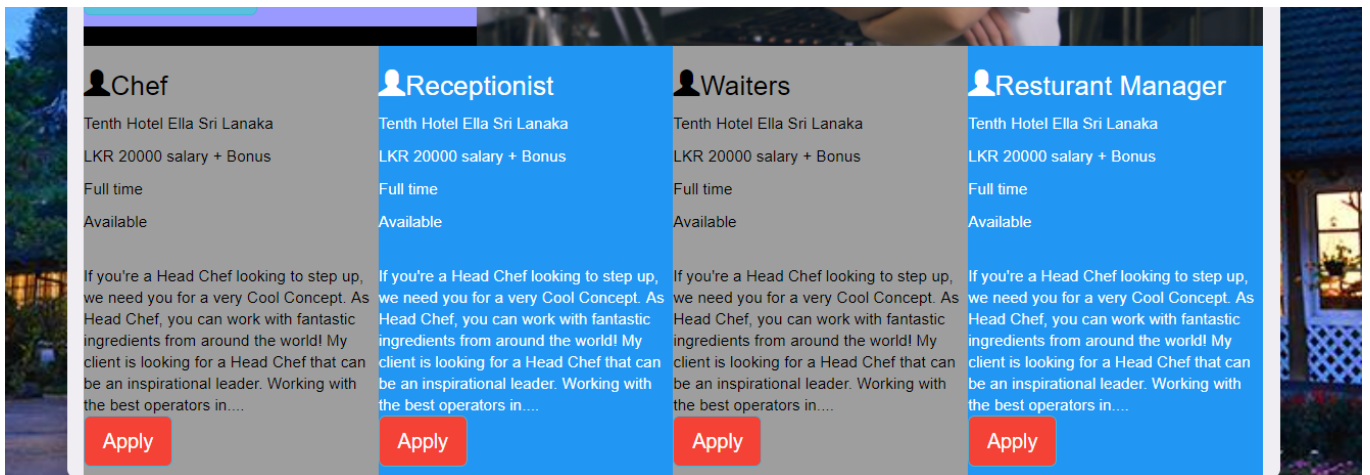 Chef
Tenth Hotel Ella Sri Lanaka
LKR 20000 salary + Bonus
Full time
Available
If you're a Head Chef looking to step up,
we need you for a very Cool Concept. As
Head Chef, you can work with fantastic
ingredients from around the world! My
client is looking for a Head Chef that can
be an inspirational leader. Working with
the best operators in....
Apply
Receptionist
Tenth Hotel Ella Sri Lanaka
LKR 20000 salary + Bonus
Full time
Available
If you're a Head Chef looking to step up,
we need you for a very Cool Concept. As
Head Chef, you can work with fantastic
ingredients from around the world! My
client is looking for a Head Chef that can
be an inspirational leader. Working with
the best operators in....
Apply
Waiters
Tenth Hotel Ella Sri Lanaka
LKR 20000 salary + Bonus
Full time
Available
If you're a Head Chef looking to step up,
we need you for a very Cool Concept. As
Head Chef, you can work with fantastic
ingredients from around the world! My
client is looking for a Head Chef that can
be an inspirational leader. Working with
the best operators in....
Apply
Resturant Manager
Tenth Hotel Ella Sri Lanaka
LKR 20000 salary + Bonus
Full time
Available
If you're a Head Chef looking to step up,
we need you for a very Cool Concept. As
Head Chef, you can work with fantastic
ingredients from around the world! My
client is looking for a Head Chef that can
be an inspirational leader. Working with
the best operators in....
Apply